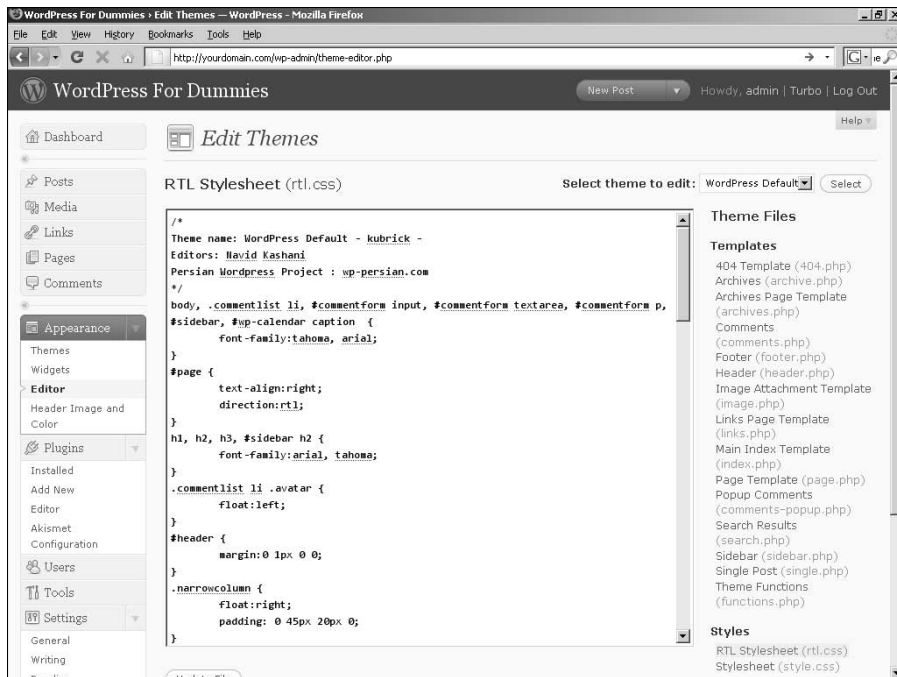 WordPress For Dummies › Edit Themes — WordPress - Mozilla Firefox
File Edit View History Bookmarks Tools Help
http://yourdomain.com/wp-admin/theme-editor.php
WordPress For Dummies
New Post
Howdy, admin | Turbo | Log Out
Help
Dashboard
Posts
Media
Links
Pages
Comments
Appearance
Themes
Widgets
Editor
Header Image and
Color
Plugins
Installed
Add New
Editor
Akismet
Configuration
Users
Tools
Settings
General
Writing
Edit Themes
RTL Stylesheet (rtl.css)
Select theme to edit: WordPress Default Select
/*
Theme name: WordPress Default - kubrick -
Editors: Navid Kashani
Persian Wordpress Project : wp-persian.com
*/
body, .commentlist li, #commentform input, #commentform textarea, #commentform p,
#sidebar, #wp-calendar caption {
font-family:tahoma, arial;
}
#page {
text-align:right;
direction:rtl;
}
h1, h2, h3, #sidebar h2 {
font-family:arial, tahoma;
}
.commentlist li .avatar {
float:left;
}
#header {
margin:0 1px 0 0;
}
.narrowcolumn {
float:right;
padding: 0 45px 20px 0;
}
Theme Files
Templates
404 Template (404.php)
Archives (archive.php)
Archives Page Template
(archives.php)
Comments
(comments.php)
Footer (footer.php)
Header (header.php)
Image Attachment Template
(image.php)
Links Page Template
(links.php)
Main Index Template
(index.php)
Page Template (page.php)
Popup Comments
(comments-popup.php)
Search Results
(search.php)
Sidebar (sidebar.php)
Single Post (single.php)
Theme Functions
(functions.php)
Styles
RTL Stylesheet (rtl.css)
Stylesheet (style.css)